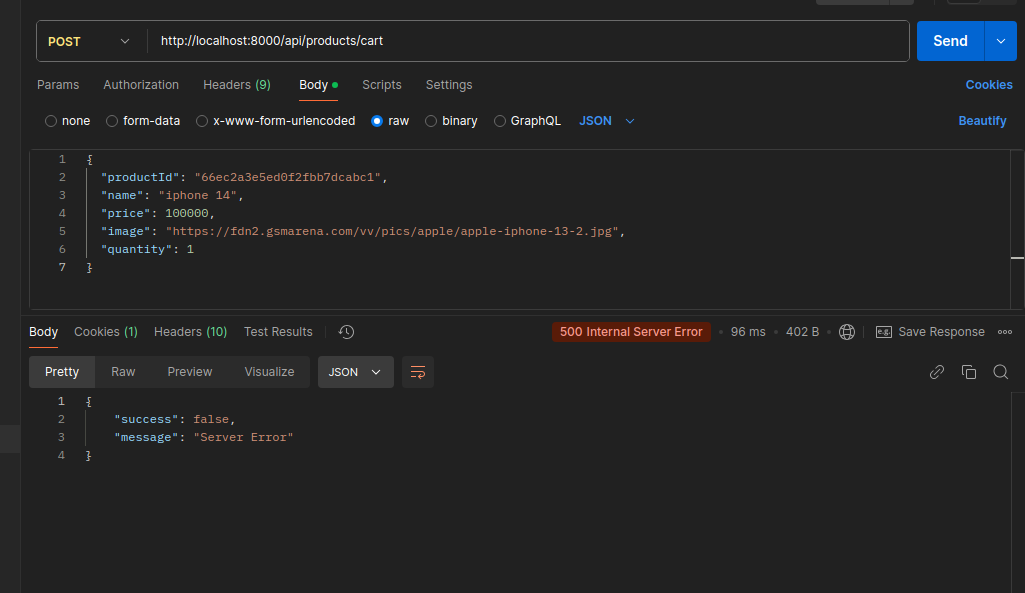 POST http://localhost:8000/api/products/cart Send
Params Authorization Headers (9) Body Scripts Settings Cookies
none form-data x-www-form-urlencoded raw binary GraphQL JSON Beautify
1 {
2 "productId": "66ec2a3e5ed0f2fbb7dcabc1",
3 "name": "iphone 14",
4 "price": 100000,
5 "image": "https://fdn2.gsmarena.com/vv/pics/apple/apple-iphone-13-2.jpg",
6 "quantity": 1
7 }
Body Cookies (1) Headers (10) Test Results 500 Internal Server Error • 96 ms • 402 B • e.g. Save Response
Pretty Raw Preview Visualize JSON
1 {
2 "success": false,
3 "message": "Server Error"
4 }